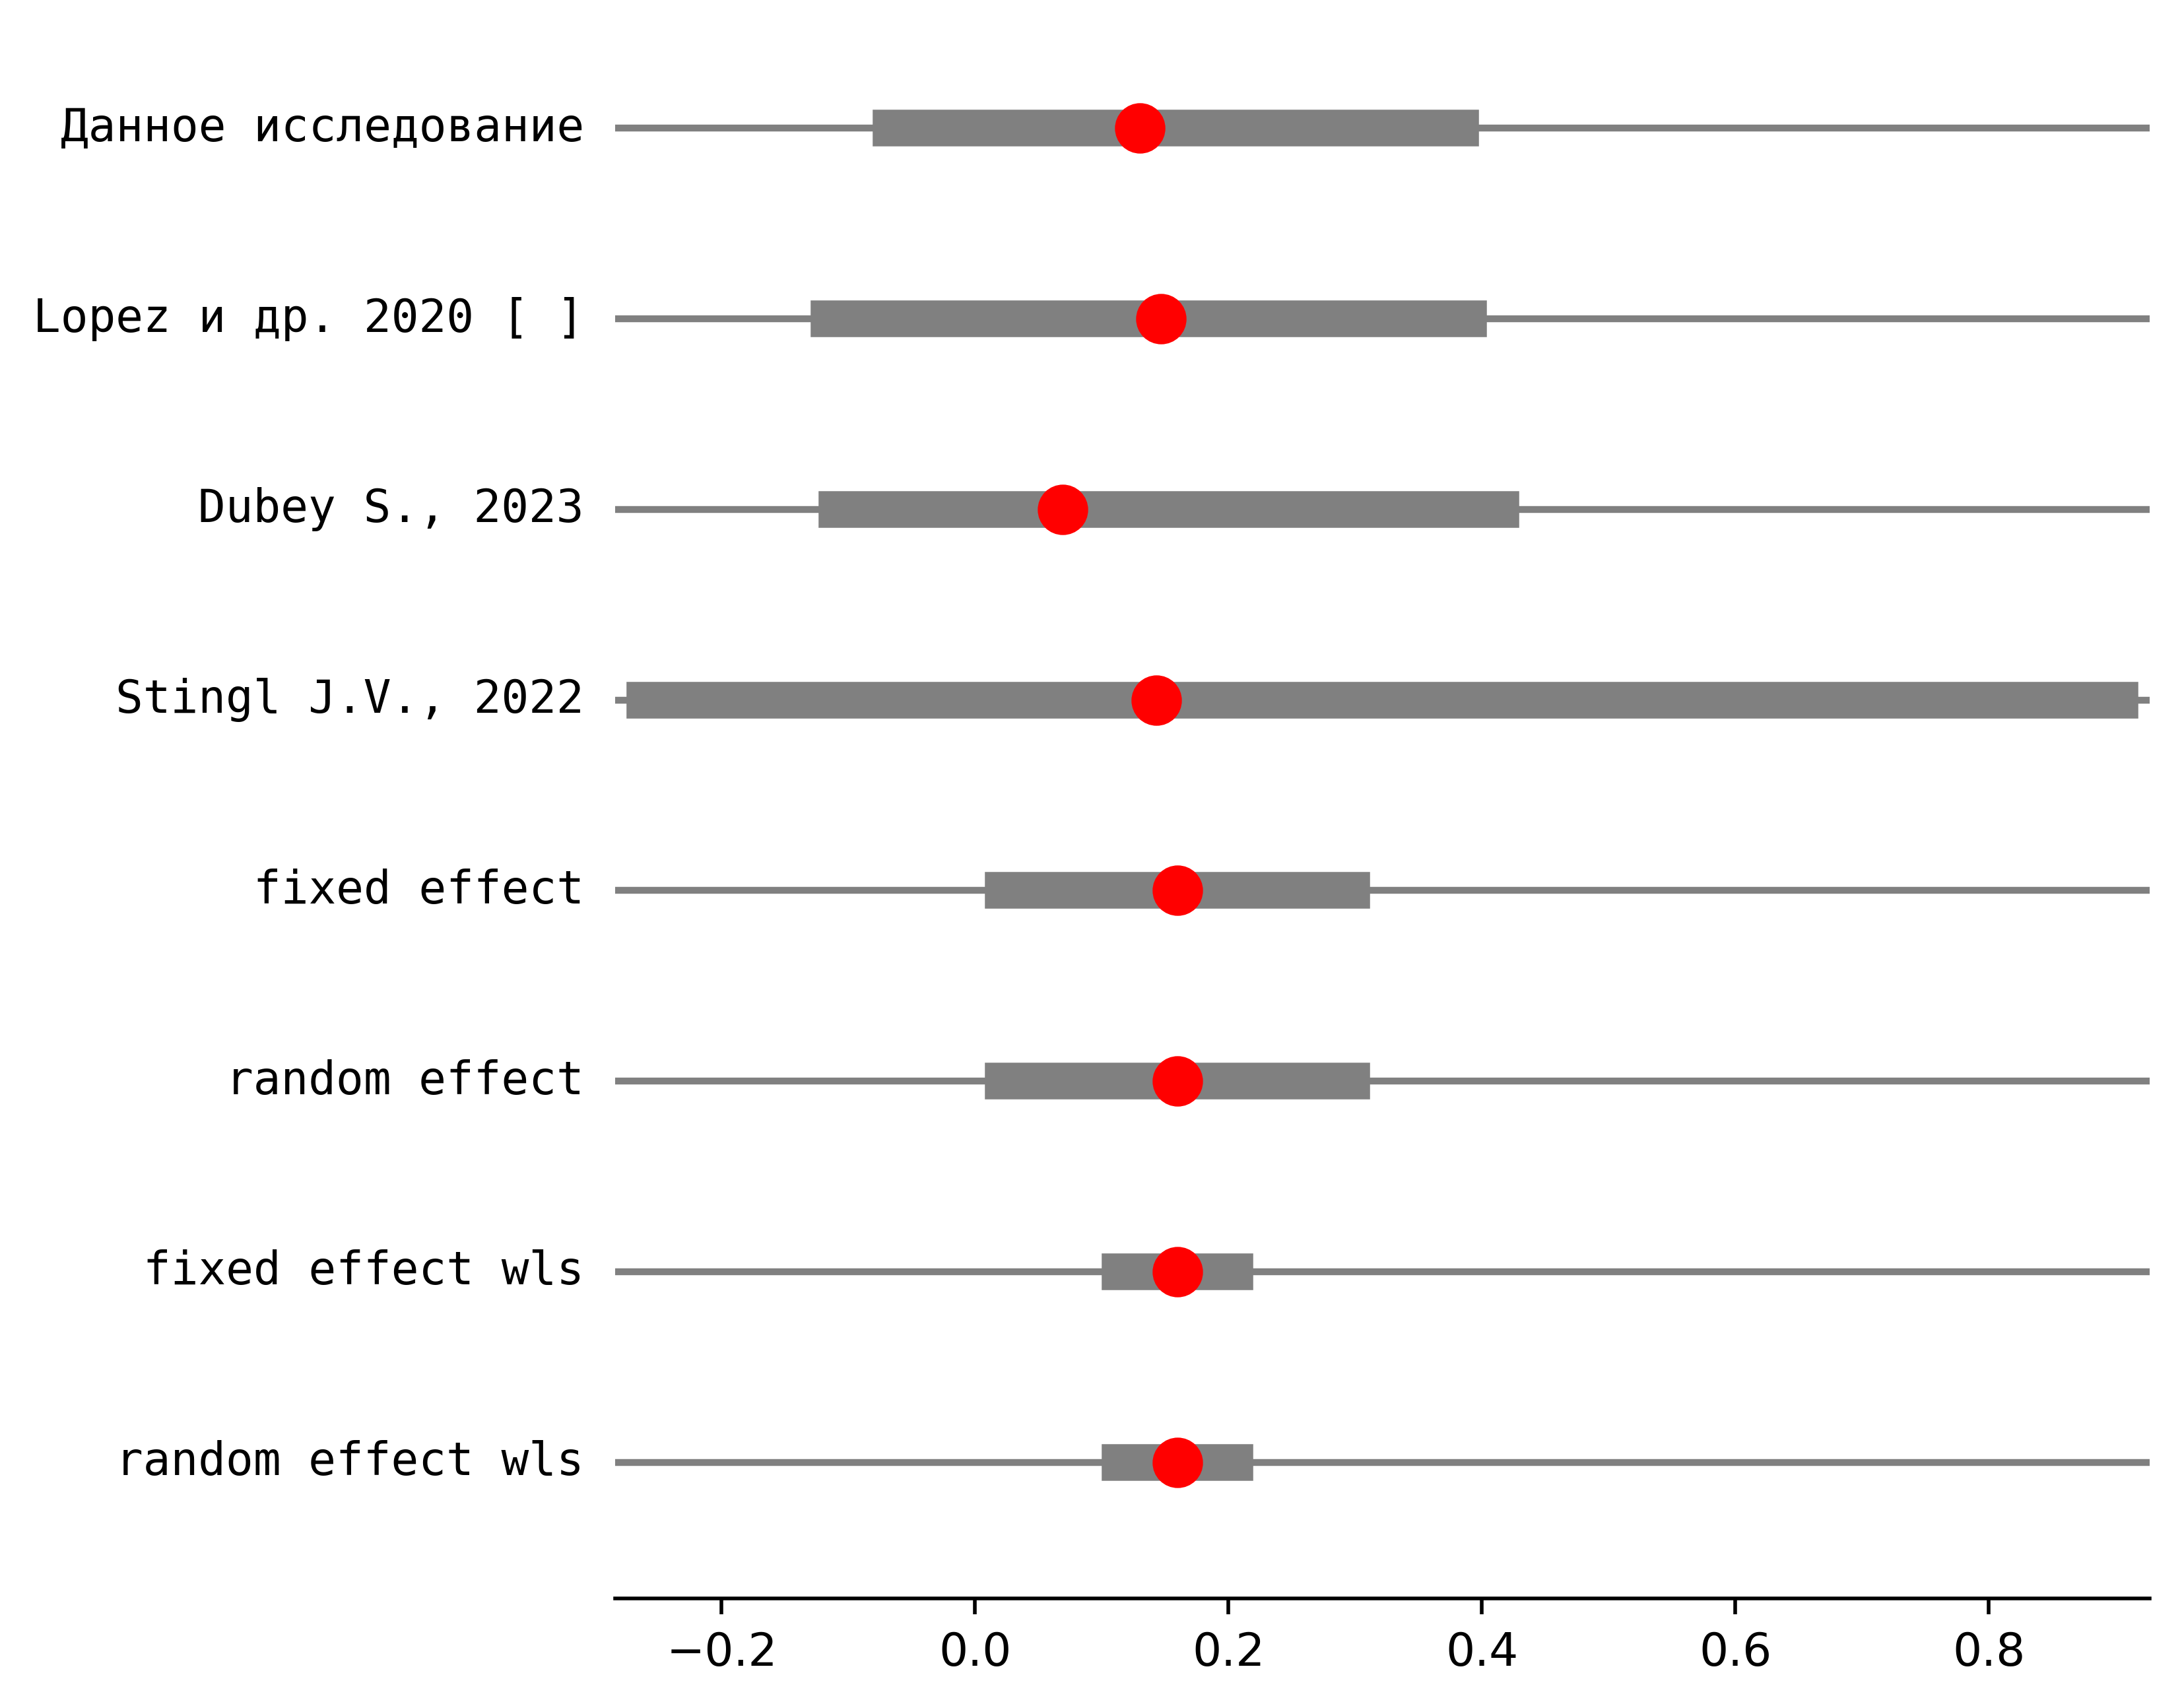 Данное исследование
Lopez и др. 2020 [ ]
Dubey S., 2023
Stingl J.V., 2022
fixed effect
random effect
fixed effect wls
random effect wls
−0.2 0.0 0.2 0.4 0.6 0.8